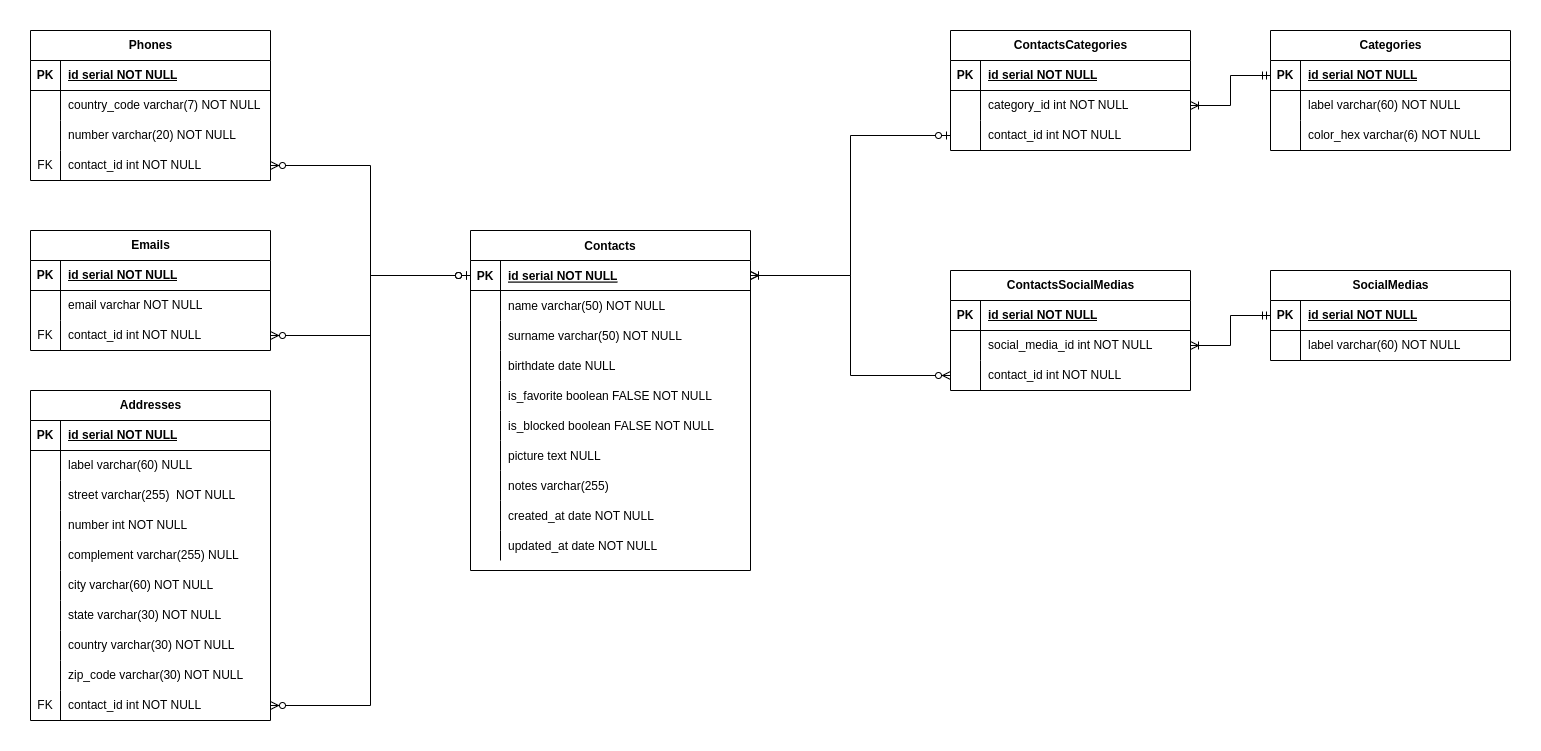 Phones
PK id serial NOT NULL
country_code varchar(7) NOT NULL
number varchar(20) NOT NULL
FK contact_id int NOT NULL
Emails
PK id serial NOT NULL
email varchar NOT NULL
FK contact_id int NOT NULL
Addresses
PK id serial NOT NULL
label varchar(60) NULL
street varchar(255)  NOT NULL
number int NOT NULL
complement varchar(255) NULL
city varchar(60) NOT NULL
state varchar(30) NOT NULL
country varchar(30) NOT NULL
zip_code varchar(30) NOT NULL
FK contact_id int NOT NULL
Contacts
PK id serial NOT NULL
name varchar(50) NOT NULL
surname varchar(50) NOT NULL
birthdate date NULL
is_favorite boolean FALSE NOT NULL
is_blocked boolean FALSE NOT NULL
picture text NULL
notes varchar(255)
created_at date NOT NULL
updated_at date NOT NULL
ContactsCategories
PK id serial NOT NULL
category_id int NOT NULL
contact_id int NOT NULL
Categories
PK id serial NOT NULL
label varchar(60) NOT NULL
color_hex varchar(6) NOT NULL
ContactsSocialMedias
PK id serial NOT NULL
social_media_id int NOT NULL
contact_id int NOT NULL
SocialMedias
PK id serial NOT NULL
label varchar(60) NOT NULL